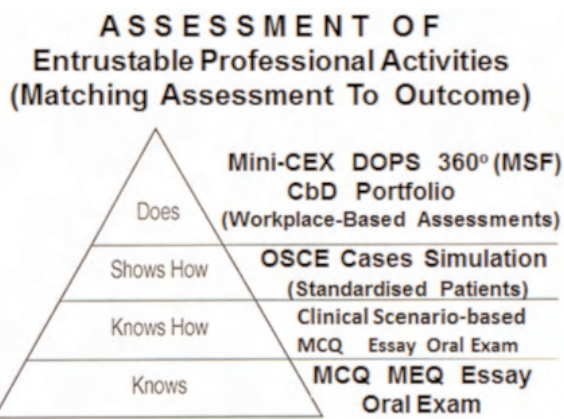 ASSESSMENT OF
Entrustable Professional Activities
(Matching Assessment To Outcome)
Does
Mini-CEX DOPS 360º (MSF)
CbD Portfolio
(Workplace-Based Assessments)
Shows How
OSCE Cases Simulation
(Standardised Patients)
Knows How
Clinical Scenario-based
MCQ Essay Oral Exam
Knows
MCQ MEQ Essay
Oral Exam